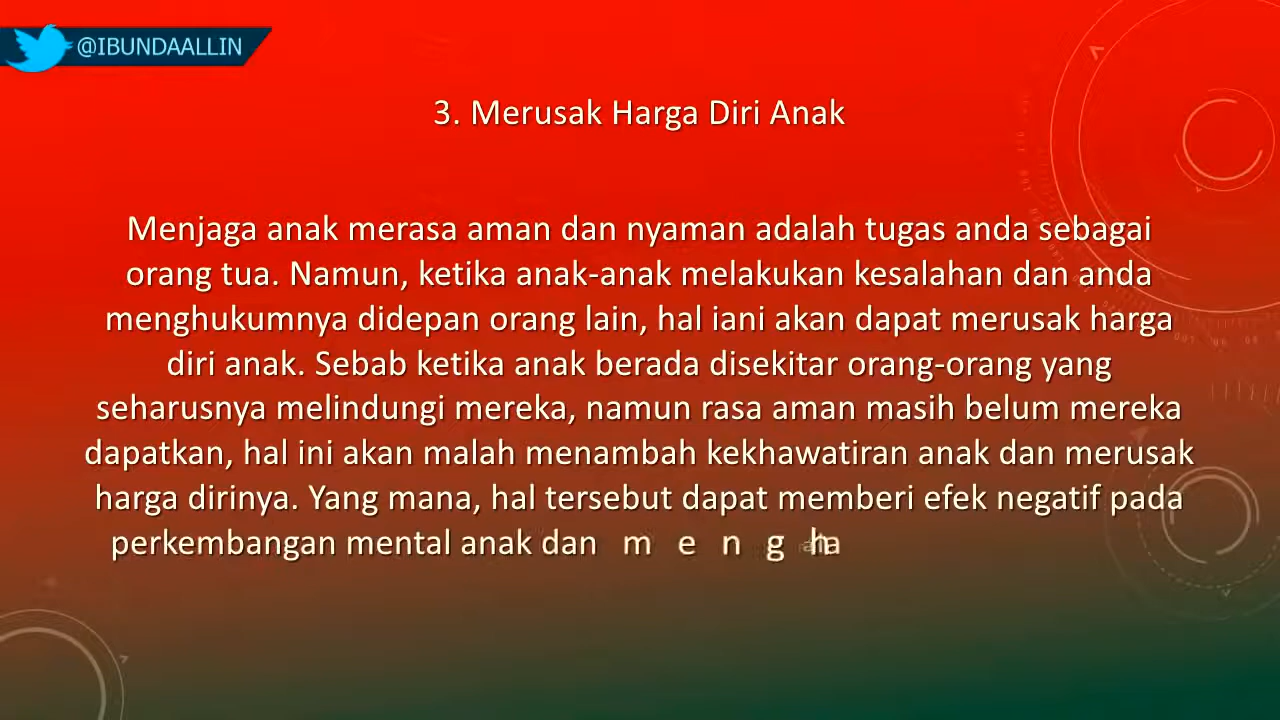 @IBUNDAALLIN
3. Merusak Harga Diri Anak
Menjaga anak merasa aman dan nyaman adalah tugas anda sebagai
orang tua. Namun, ketika anak-anak melakukan kesalahan dan anda
menghukumnya didepan orang lain, hal iani akan dapat merusak harga
diri anak. Sebab ketika anak berada disekitar orang-orang yang
seharusnya melindungi mereka, namun rasa aman masih belum mereka
dapatkan, hal ini akan malah menambah kekhawatiran anak dan merusak
harga dirinya. Yang mana, hal tersebut dapat memberi efek negatif pada
perkembangan mental anak dan